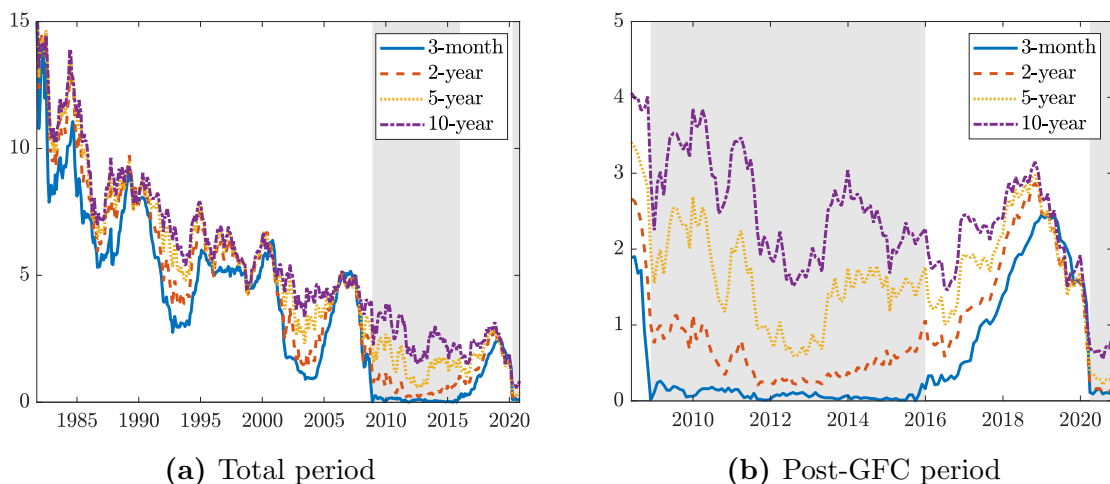 15
10
5
0
1985 1990 1995 2000 2005 2010 2015 2020
3-month
2-year
5-year
10-year
(a) Total period
5
4
3
2
1
0
2010 2012 2014 2016 2018 2020
3-month
2-year
5-year
10-year
(b) Post-GFC period